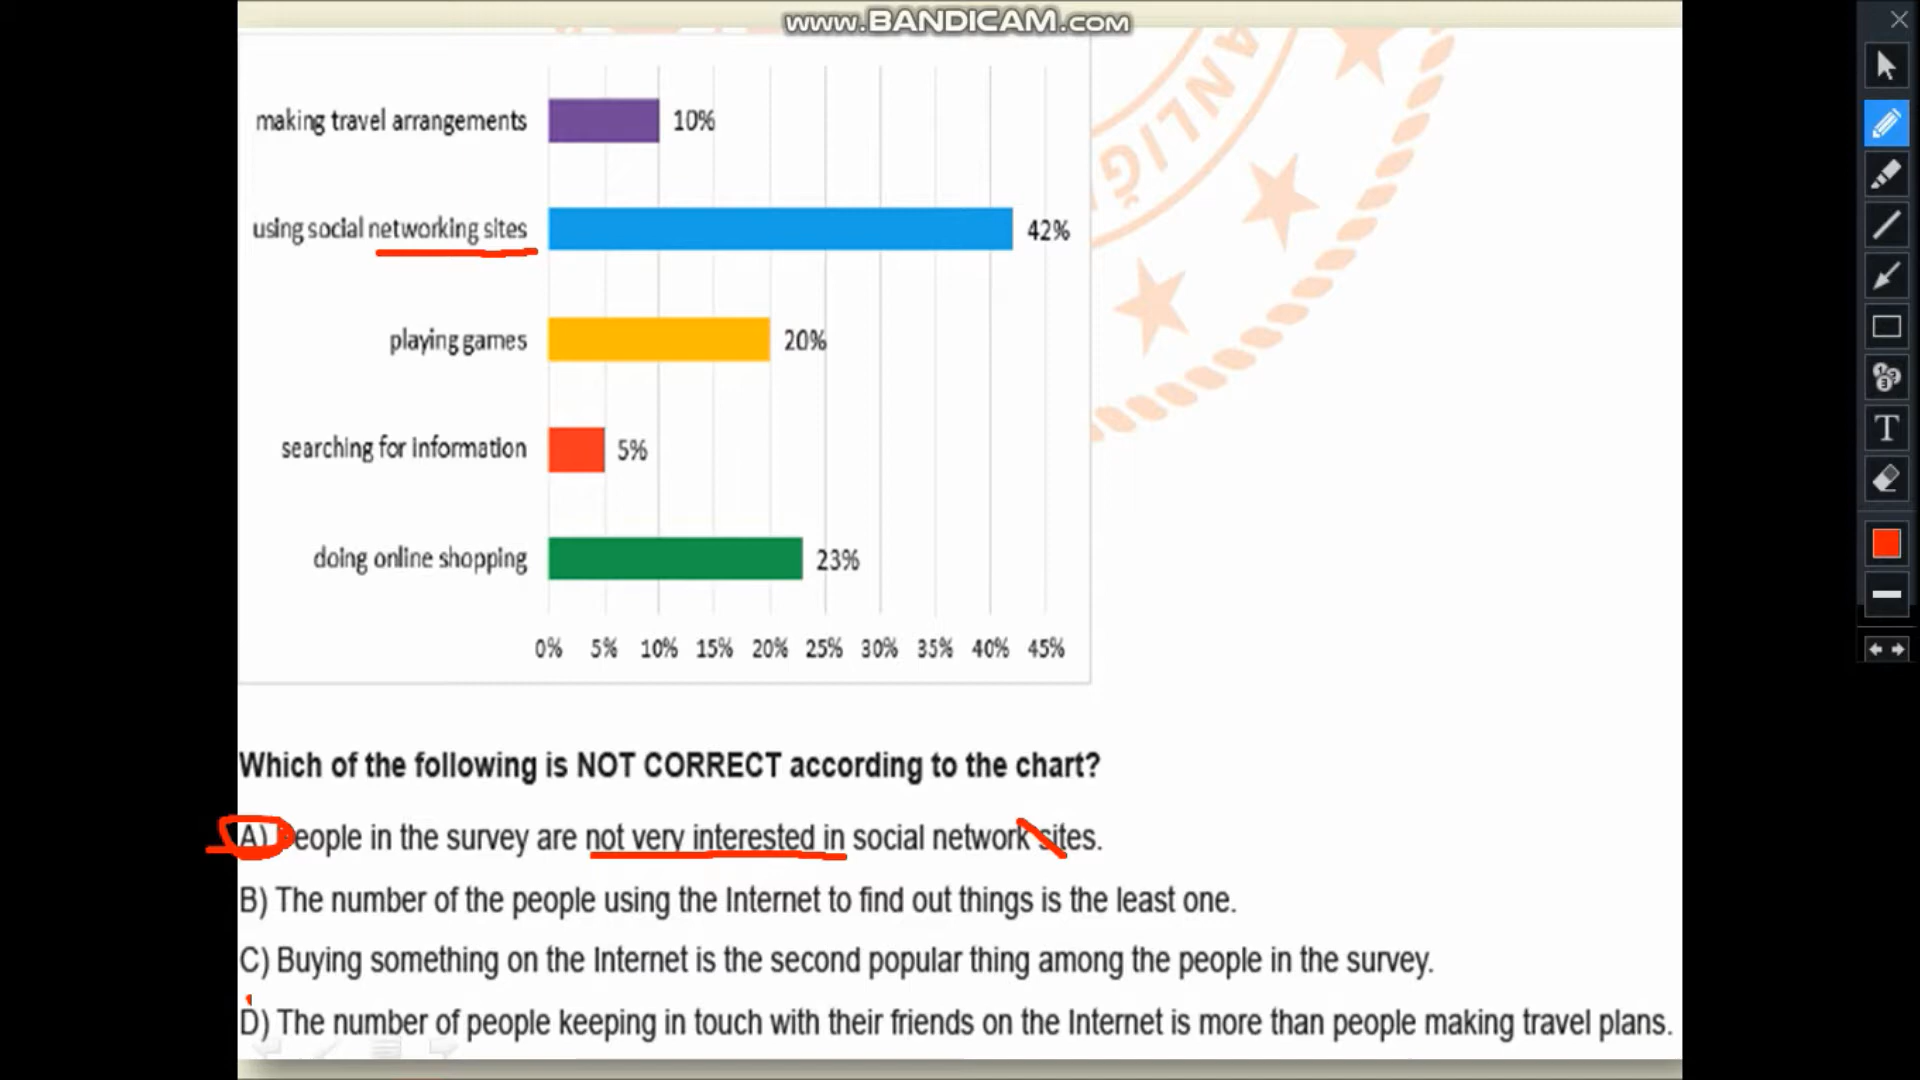 www.BANDICAM.com
making travel arrangements 10%
using social networking sites 42%
playing games 20%
searching for information 5%
doing online shopping 23%
0% 5% 10% 15% 20% 25% 30% 35% 40% 45%
Which of the following is NOT CORRECT according to the chart?
A) People in the survey are not very interested in social network sites.
B) The number of the people using the Internet to find out things is the least one.
C) Buying something on the Internet is the second popular thing among the people in the survey.
D) The number of people keeping in touch with their friends on the Internet is more than people making travel plans.
T